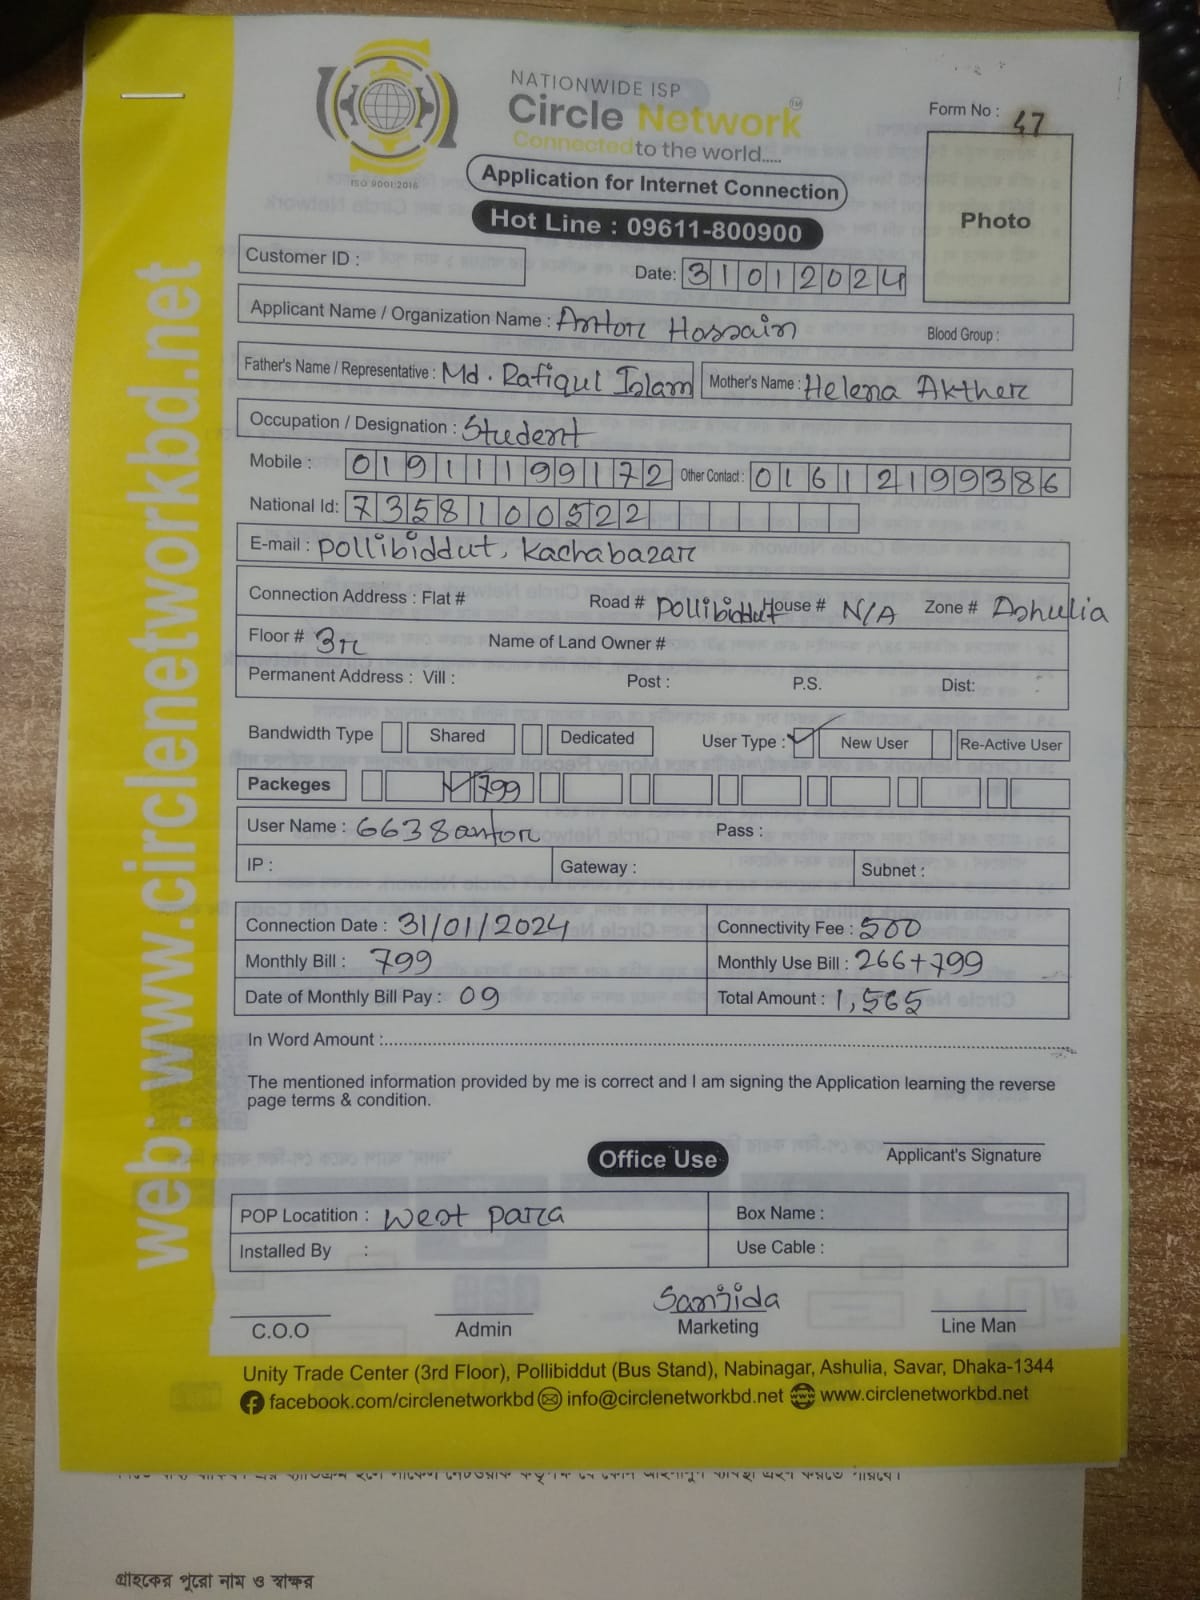 NATIONWIDE ISP
Circle Network TM
Connected to the world.....
ISO 9001:2015
Form No : 47
Application for Internet Connection
Hot Line : 09611-800900
Photo
Customer ID :
Date: 31012024
Applicant Name / Organization Name : Antor Hossain Blood Group :
Father's Name / Representative : Md. Rafiqul Islam Mother's Name : Helena Akther
Occupation / Designation : Student
Mobile : 01911199172 Other Contact : 01612199386
National Id: 7358100522
E-mail : pollibiddut, kachabazar
Connection Address : Flat # Road # pollibiddut House # N/A Zone # Ashulia
Floor # 3rc Name of Land Owner #
Permanent Address : Vill : Post : P.S. Dist:
Bandwidth Type Shared Dedicated User Type : New User Re-Active User
Packeges 799
User Name : 6638antor Pass :
IP : Gateway : Subnet :
Connection Date : 31/01/2024 Connectivity Fee : 500
Monthly Bill : 799 Monthly Use Bill : 266+799
Date of Monthly Bill Pay : 09 Total Amount : 1,565
In Word Amount :
The mentioned information provided by me is correct and I am signing the Application learning the reverse
page terms & condition.
Applicant's Signature
Office Use
POP Locatition : West para Box Name :
Installed By : Use Cable :
Sanjida
C.O.O Admin Marketing Line Man
Unity Trade Center (3rd Floor), Pollibiddut (Bus Stand), Nabinagar, Ashulia, Savar, Dhaka-1344
facebook.com/circlenetworkbd info@circlenetworkbd.net www.circlenetworkbd.net
web: www.circlenetworkbd.net
গ্রাহকের পুরো নাম ও স্বাক্ষর